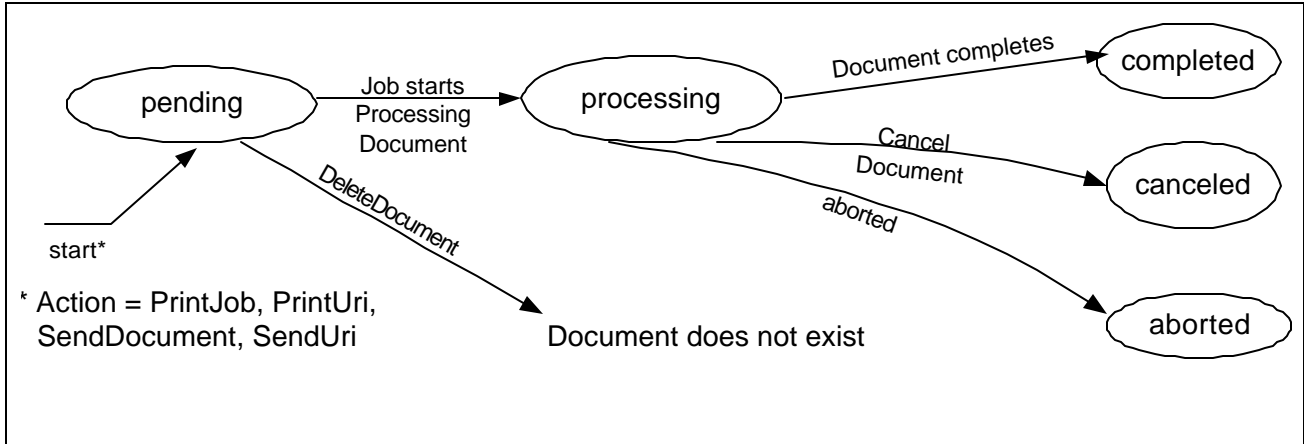 pending
Job starts
Processing
Document
processing
Document completes
completed
Cancel
Document
canceled
aborted
aborted
DeleteDocument
Document does not exist
start*
* Action = PrintJob, PrintUri,
SendDocument, SendUri